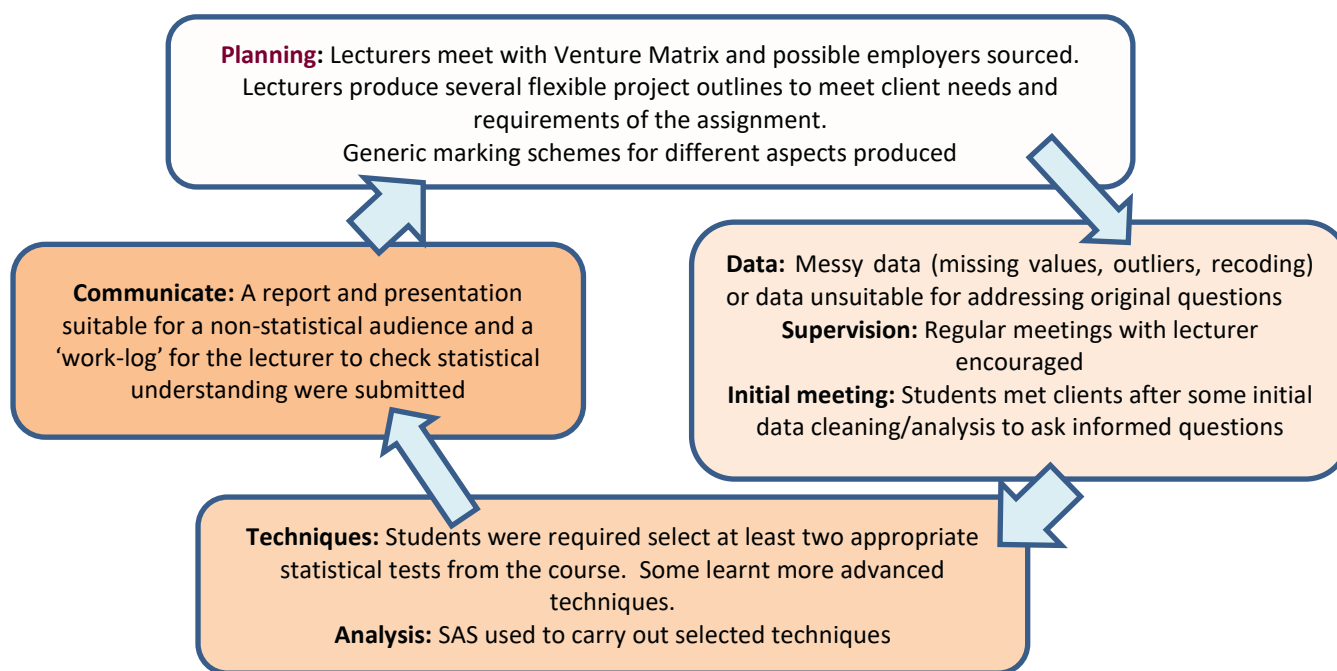 Planning: Lecturers meet with Venture Matrix and possible employers sourced.
Lecturers produce several flexible project outlines to meet client needs and
requirements of the assignment.
Generic marking schemes for different aspects produced
Data: Messy data (missing values, outliers, recoding)
or data unsuitable for addressing original questions
Supervision: Regular meetings with lecturer
encouraged
Initial meeting: Students met clients after some initial
data cleaning/analysis to ask informed questions
Techniques: Students were required select at least two appropriate
statistical tests from the course. Some learnt more advanced
techniques.
Analysis: SAS used to carry out selected techniques
Communicate: A report and presentation
suitable for a non-statistical audience and a
‘work-log’ for the lecturer to check statistical
understanding were submitted